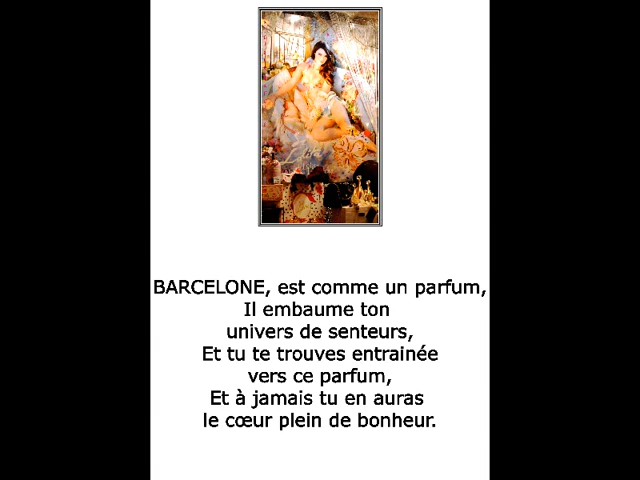 BARCELONE, est comme un parfum,
Il embaume ton
univers de senteurs,
Et tu te trouves entrainée
vers ce parfum,
Et à jamais tu en auras
le cœur plein de bonheur.